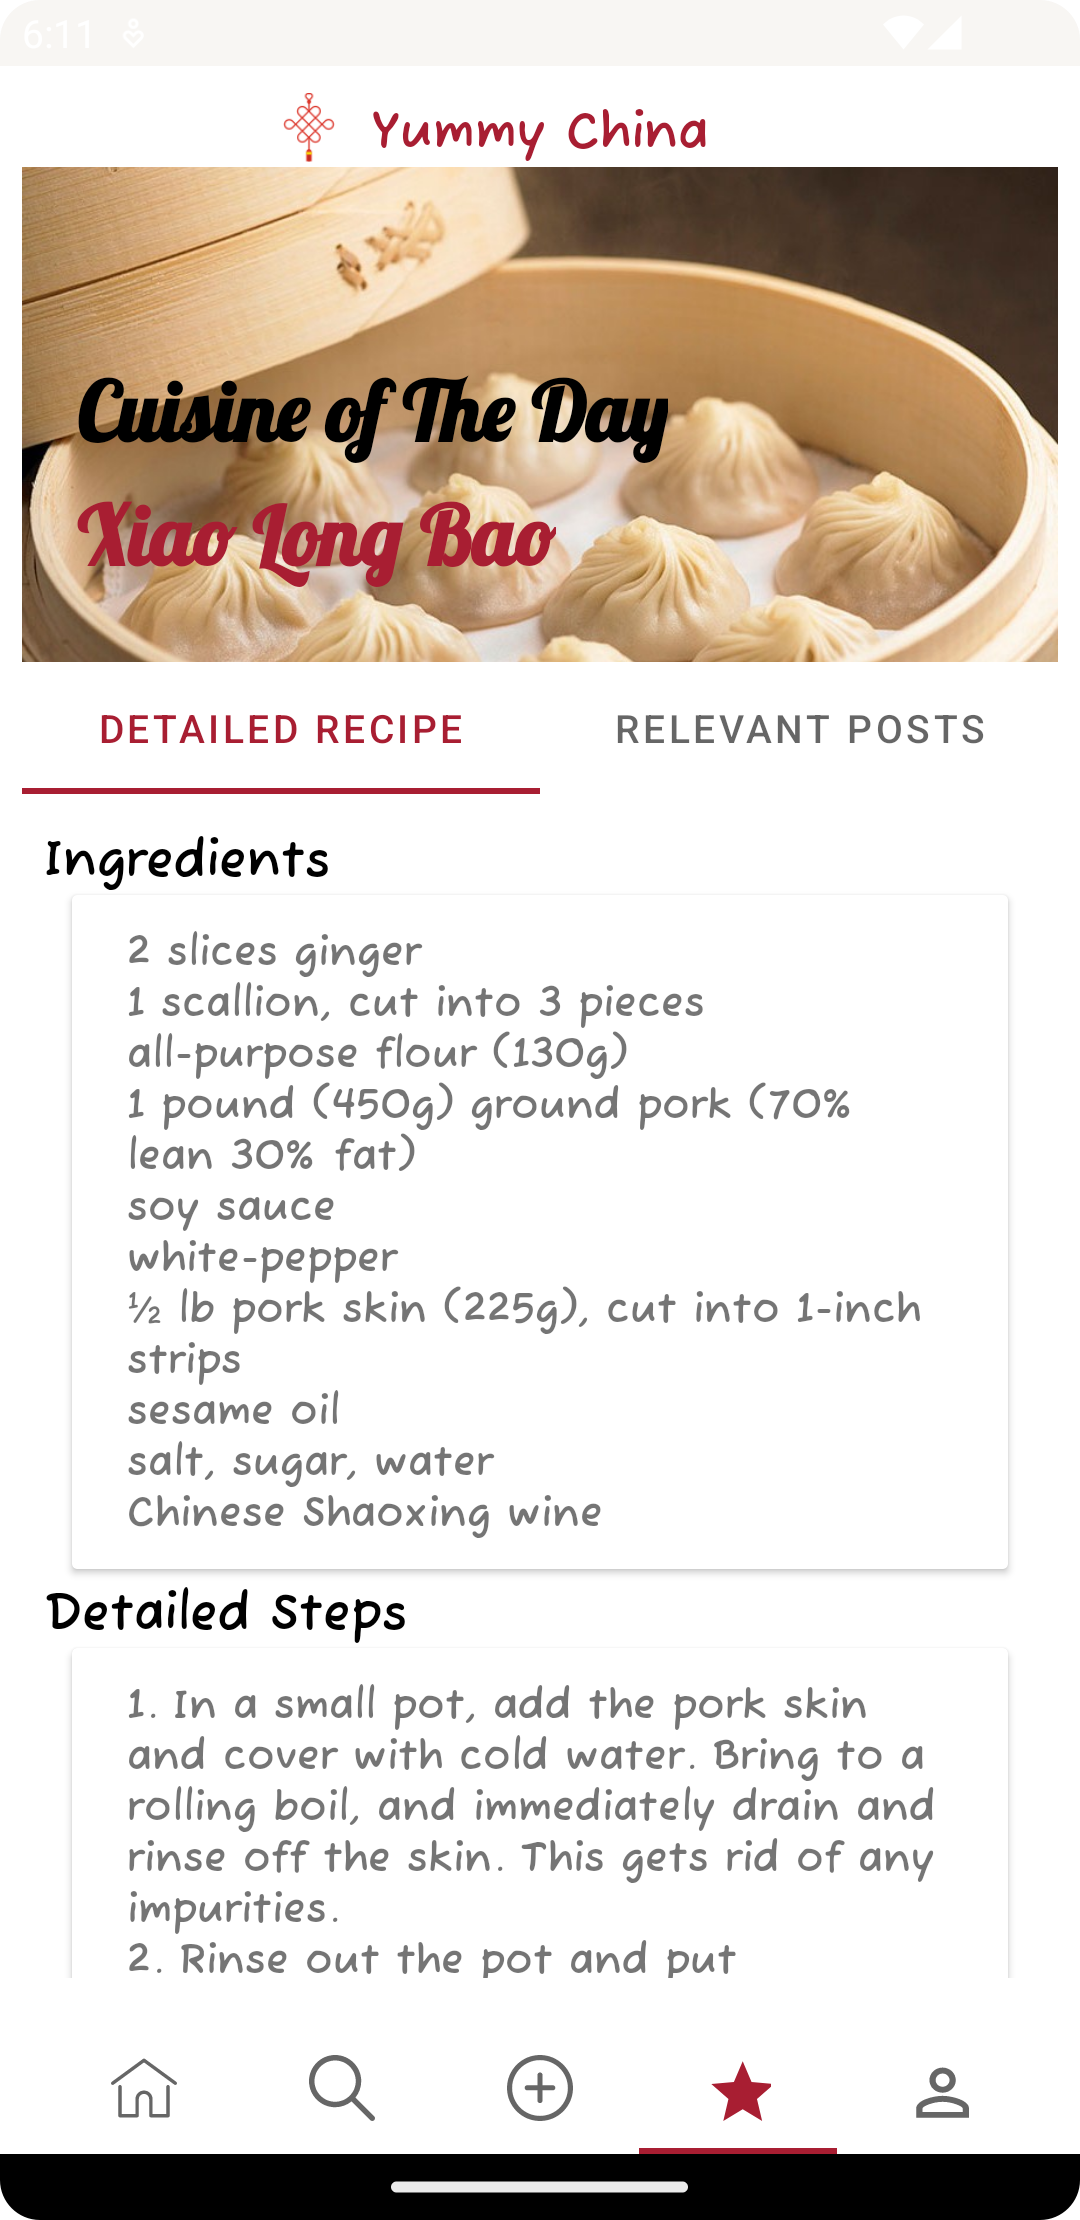 6:11
Yummy China
Cuisine of The Day
Xiao Long Bao
DETAILED RECIPE
RELEVANT POSTS
Ingredients
2 slices ginger
1 scallion, cut into 3 pieces
all-purpose flour (130g)
1 pound (450g) ground pork (70%
lean 30% fat)
soy sauce
white-pepper
½ lb pork skin (225g), cut into 1-inch
strips
sesame oil
salt, sugar, water
Chinese Shaoxing wine
Detailed Steps
1. In a small pot, add the pork skin
and cover with cold water. Bring to a
rolling boil, and immediately drain and
rinse off the skin. This gets rid of any
impurities.
2. Rinse out the pot and put